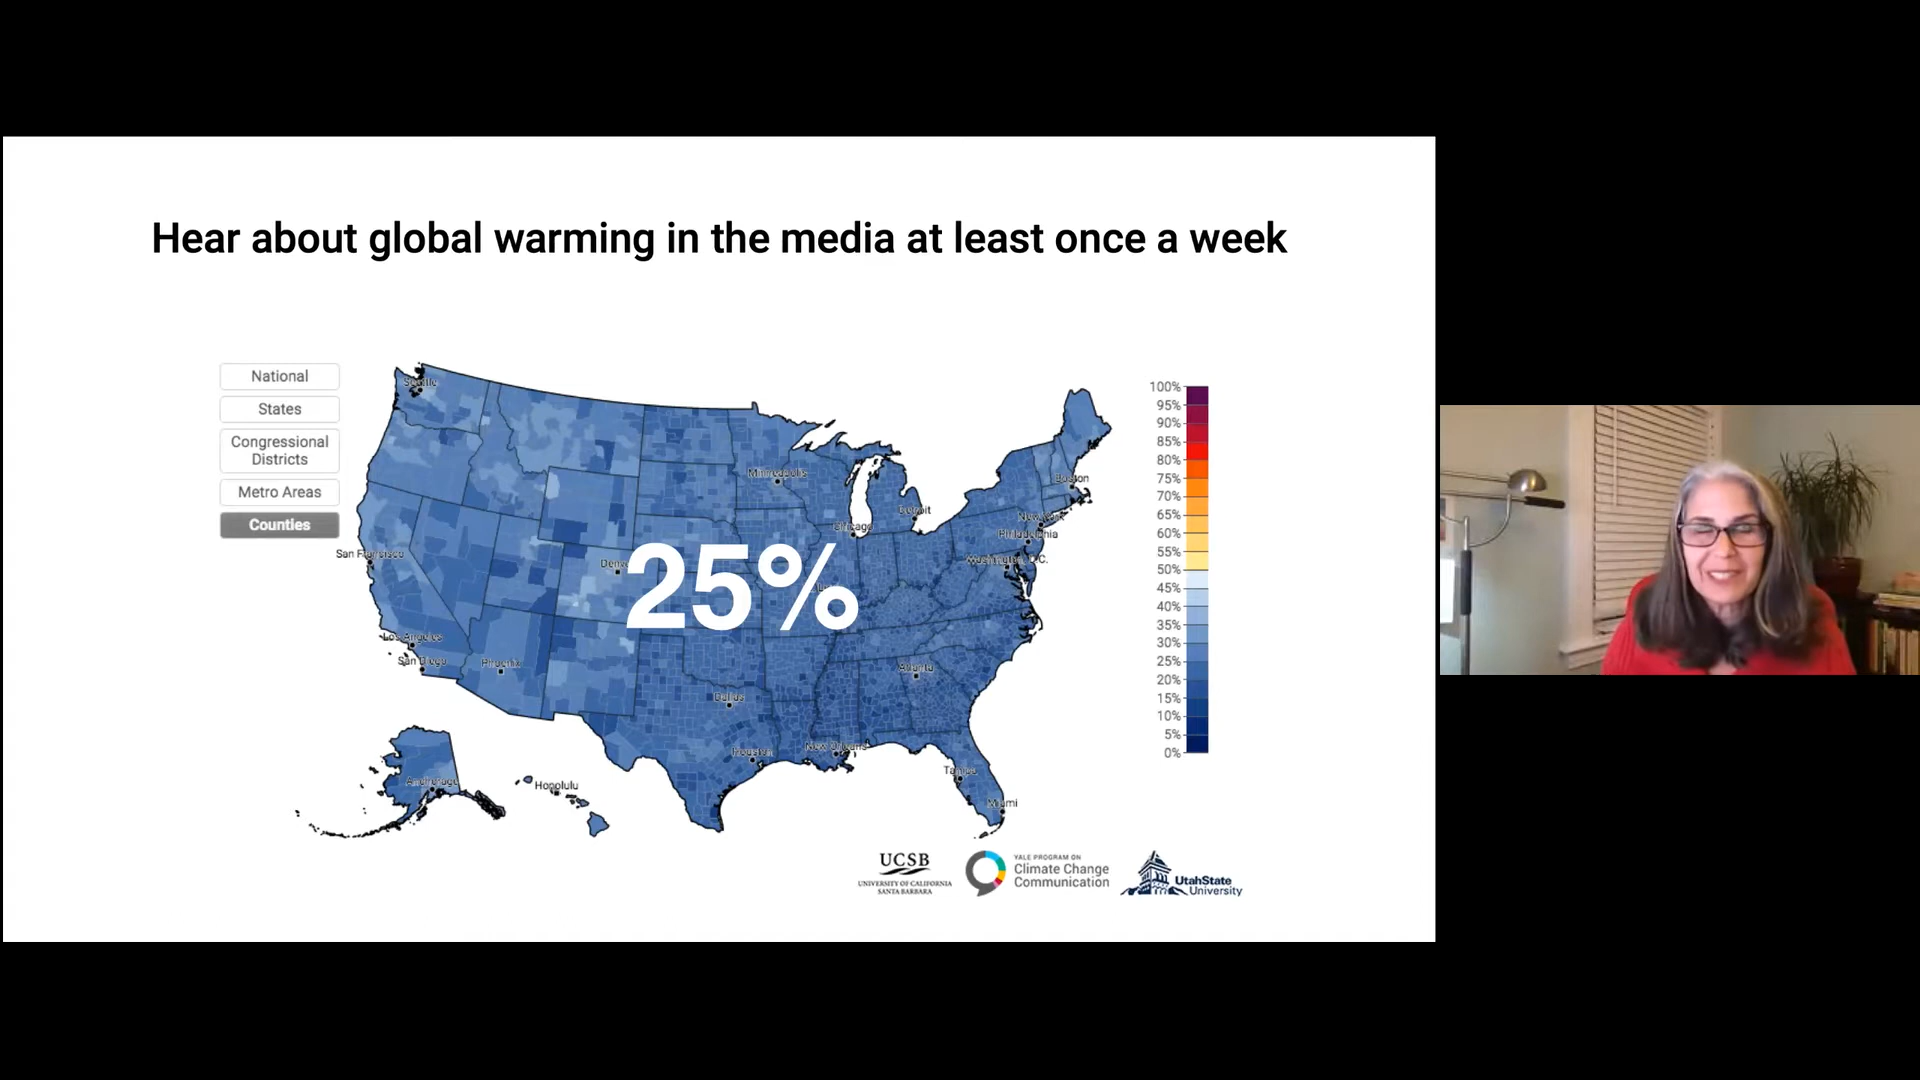 Hear about global warming in the media at least once a week
National
States
Congressional
Districts
Metro Areas
Counties
Seattle
San Francisco
Los Angeles
San Diego
Phoenix
Dallas
Houston
New Orleans
Minneapolis
Chicago
Detroit
Boston
New York
Philadelphia
Washington, D.C.
Atlanta
Tampa
Miami
Anchorage
Honolulu
25%
100%
95%
90%
85%
80%
75%
70%
65%
60%
55%
50%
45%
40%
35%
30%
25%
20%
15%
10%
5%
0%
UCSB
UNIVERSITY OF CALIFORNIA
SANTA BARBARA
YALE PROGRAM ON
Climate Change
Communication
UtahState
University